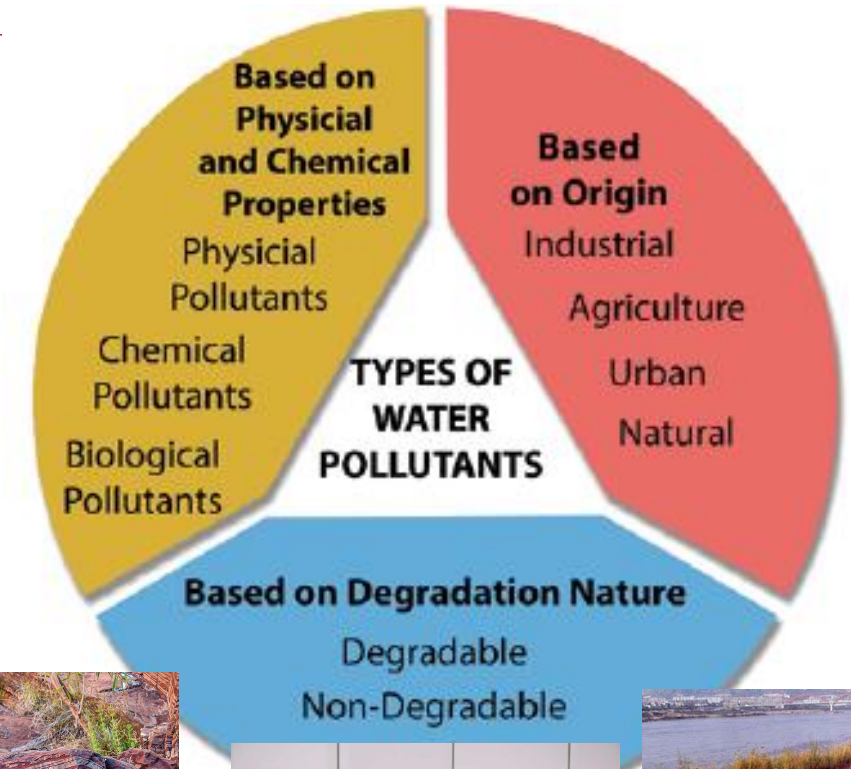 Based on
Physicial
and Chemical
Properties
Physicial
Pollutants
Chemical
Pollutants
Biological
Pollutants
Based
on Origin
Industrial
Agriculture
Urban
Natural
TYPES OF
WATER
POLLUTANTS
Based on Degradation Nature
Degradable
Non-Degradable